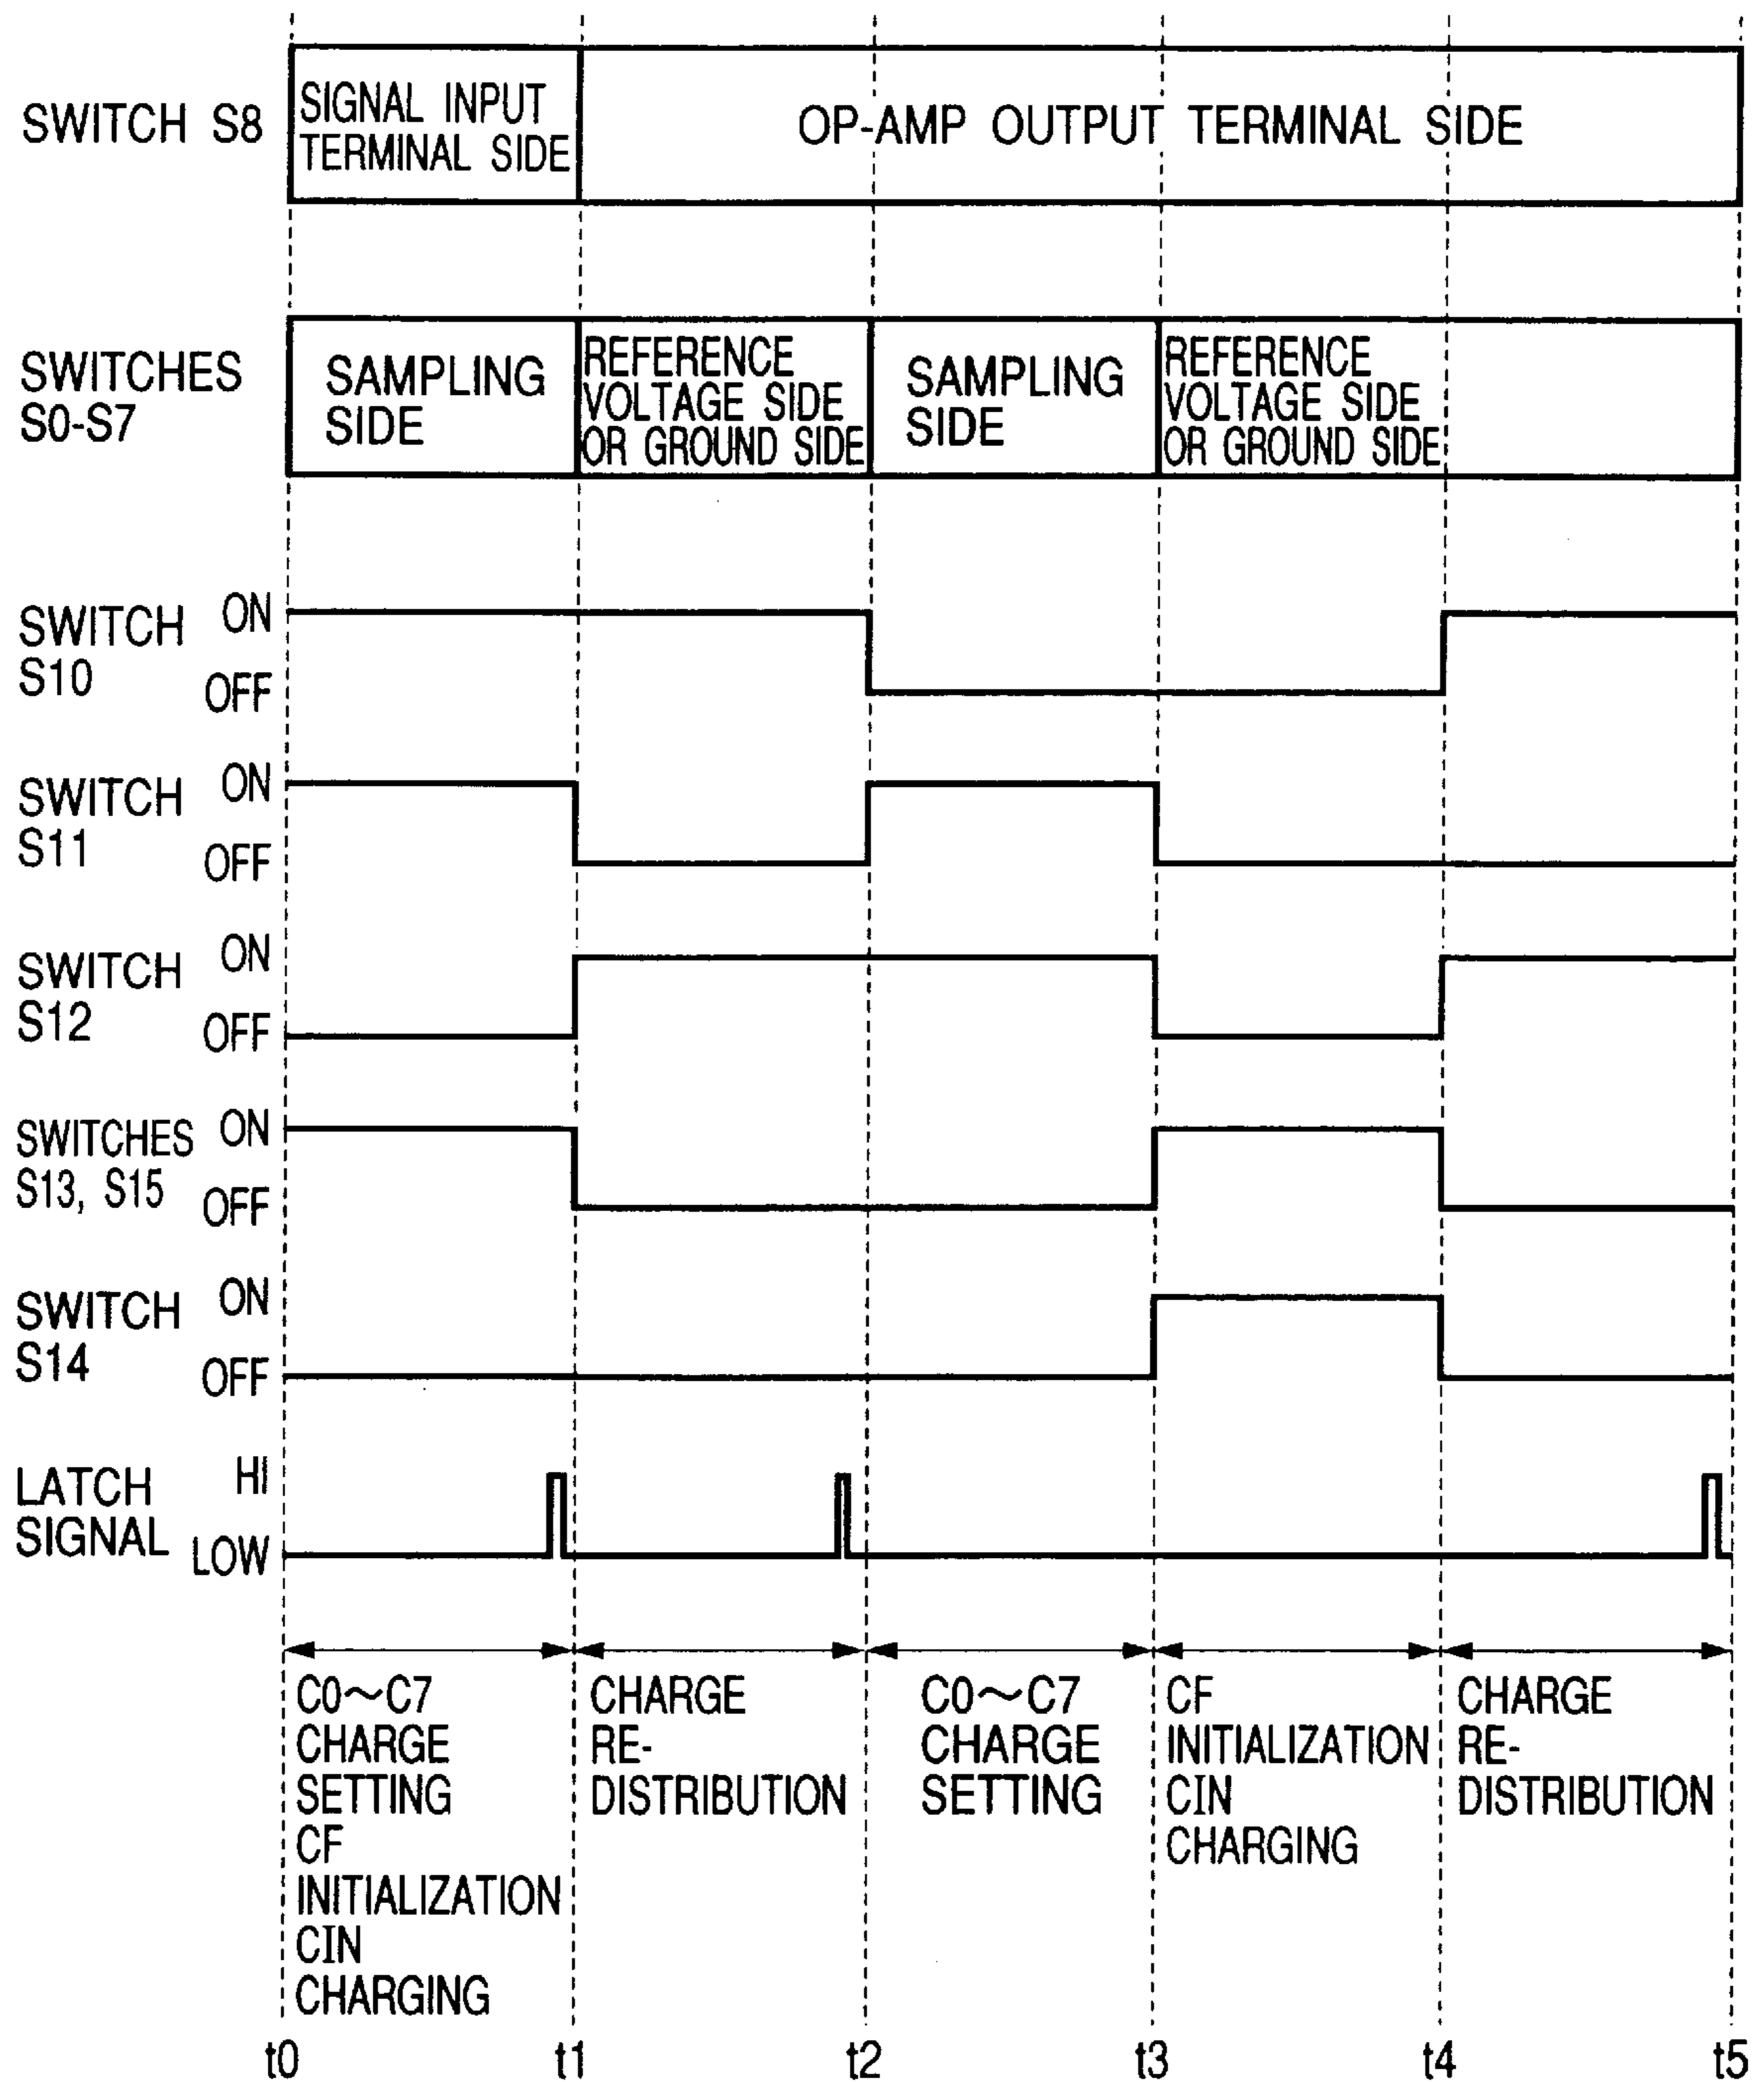 SWITCH S8
SIGNAL INPUT
TERMINAL SIDE
OP-AMP OUTPUT TERMINAL SIDE
SWITCHES
S0-S7
SAMPLING
SIDE
REFERENCE
VOLTAGE SIDE
OR GROUND SIDE
SAMPLING
SIDE
REFERENCE
VOLTAGE SIDE
OR GROUND SIDE
SWITCH
S10
ON
OFF
SWITCH
S11
ON
OFF
SWITCH
S12
ON
OFF
SWITCHES
S13, S15
ON
OFF
SWITCH
S14
ON
OFF
LATCH
SIGNAL
HI
LOW
C0～C7
CHARGE
SETTING
CF
INITIALIZATION
CIN
CHARGING
CHARGE
RE-
DISTRIBUTION
C0～C7
CHARGE
SETTING
CF
INITIALIZATION
CIN
CHARGING
CHARGE
RE-
DISTRIBUTION
t0
t1
t2
t3
t4
t5